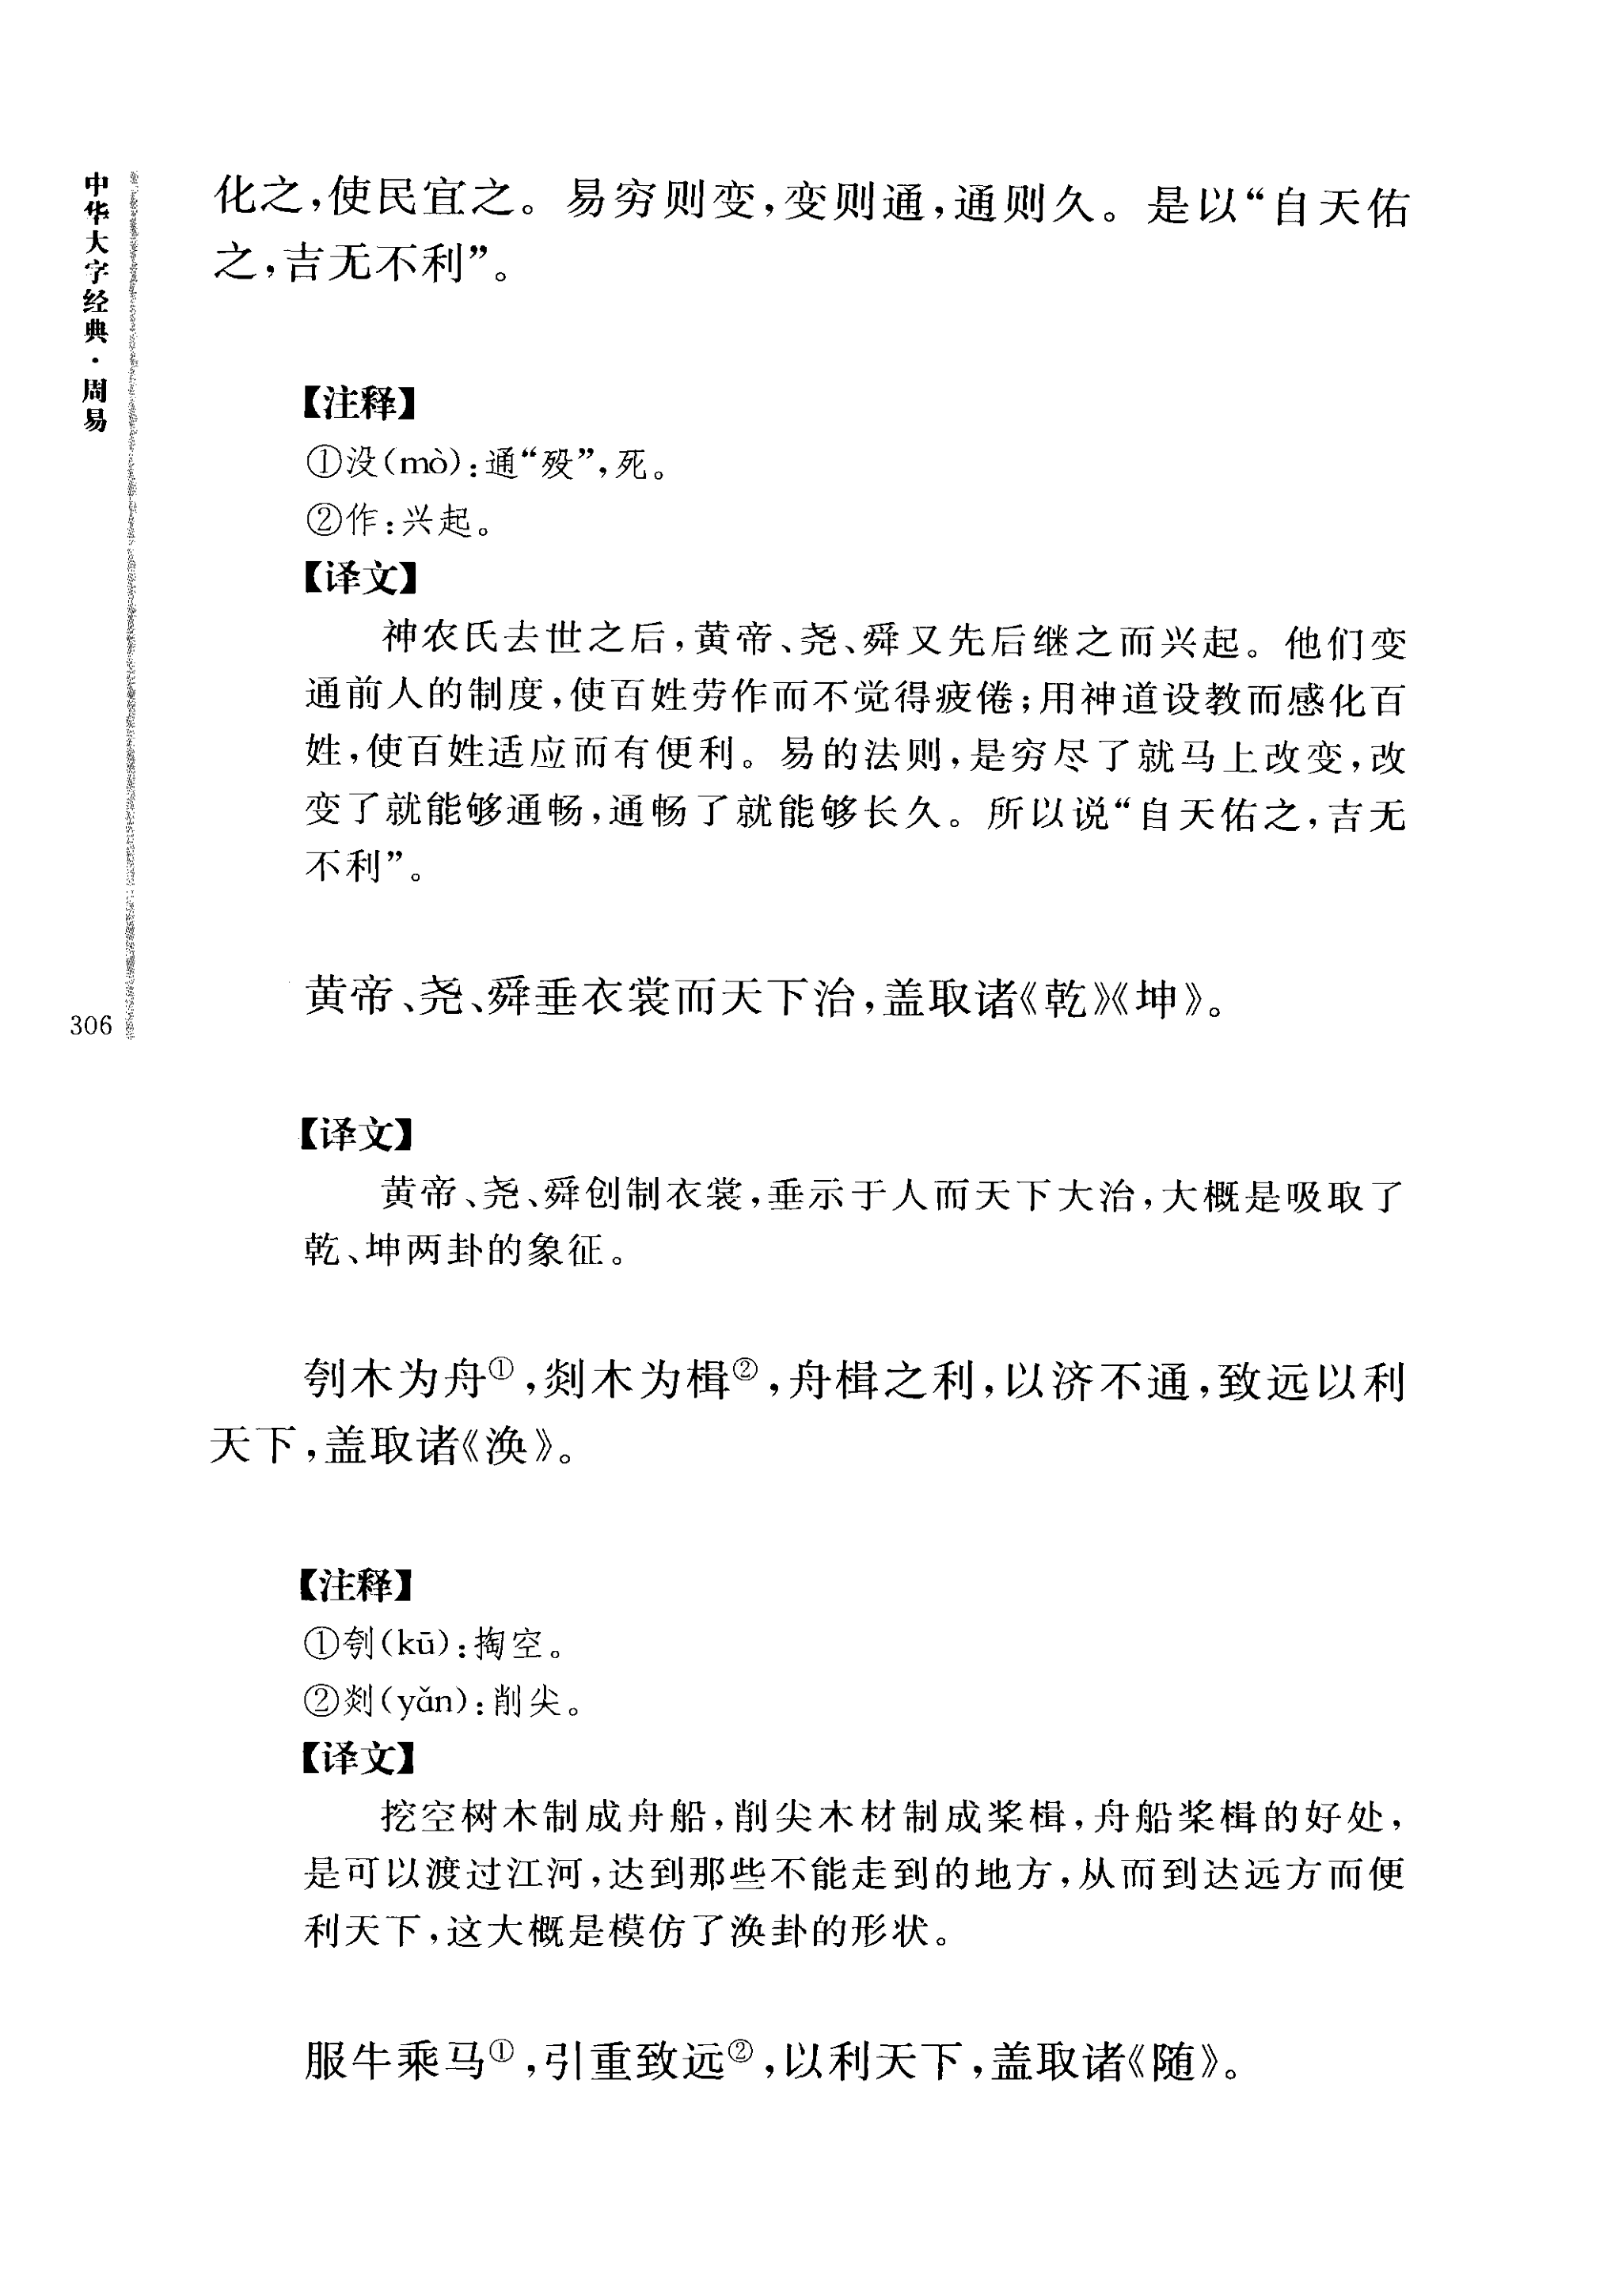 中华大字经典·周易
306
化之,使民宜之。易穷则变,变则通,通则久。是以“自天佑
之,吉无不利”。
【注释】
①没(mò):通“殁”,死。
②作:兴起。
【译文】
神农氏去世之后,黄帝、尧、舜又先后继之而兴起。他们变
通前人的制度,使百姓劳作而不觉得疲倦;用神道设教而感化百
姓,使百姓适应而有便利。易的法则,是穷尽了就马上改变,改
变了就能够通畅,通畅了就能够长久。所以说“自天佑之,吉无
不利”。
黄帝、尧、舜垂衣裳而天下治,盖取诸《乾》《坤》。
【译文】
黄帝、尧、舜创制衣裳,垂示于人而天下大治,大概是吸取了
乾、坤两卦的象征。
刳木为舟①,剡木为楫②,舟楫之利,以济不通,致远以利
天下,盖取诸《涣》。
【注释】
①刳(kū):掏空。
②剡(yǎn):削尖。
【译文】
挖空树木制成舟船,削尖木材制成桨楫,舟船桨楫的好处,
是可以渡过江河,达到那些不能走到的地方,从而到达远方而便
利天下,这大概是模仿了涣卦的形状。
服牛乘马①,引重致远②,以利天下,盖取诸《随》。